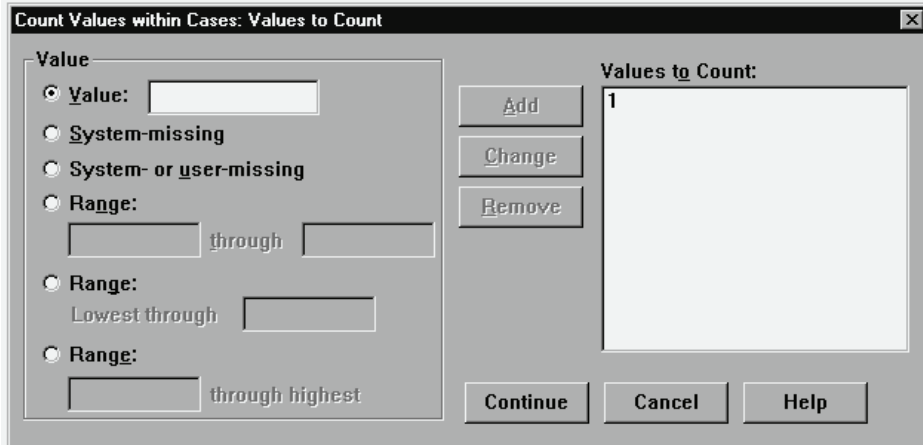 Count Values within Cases: Values to Count
Value
Value:
System-missing
System- or user-missing
Range:
through
Range:
Lowest through
Range:
through highest
Add
Change
Remove
Values to Count:
1
Continue Cancel Help